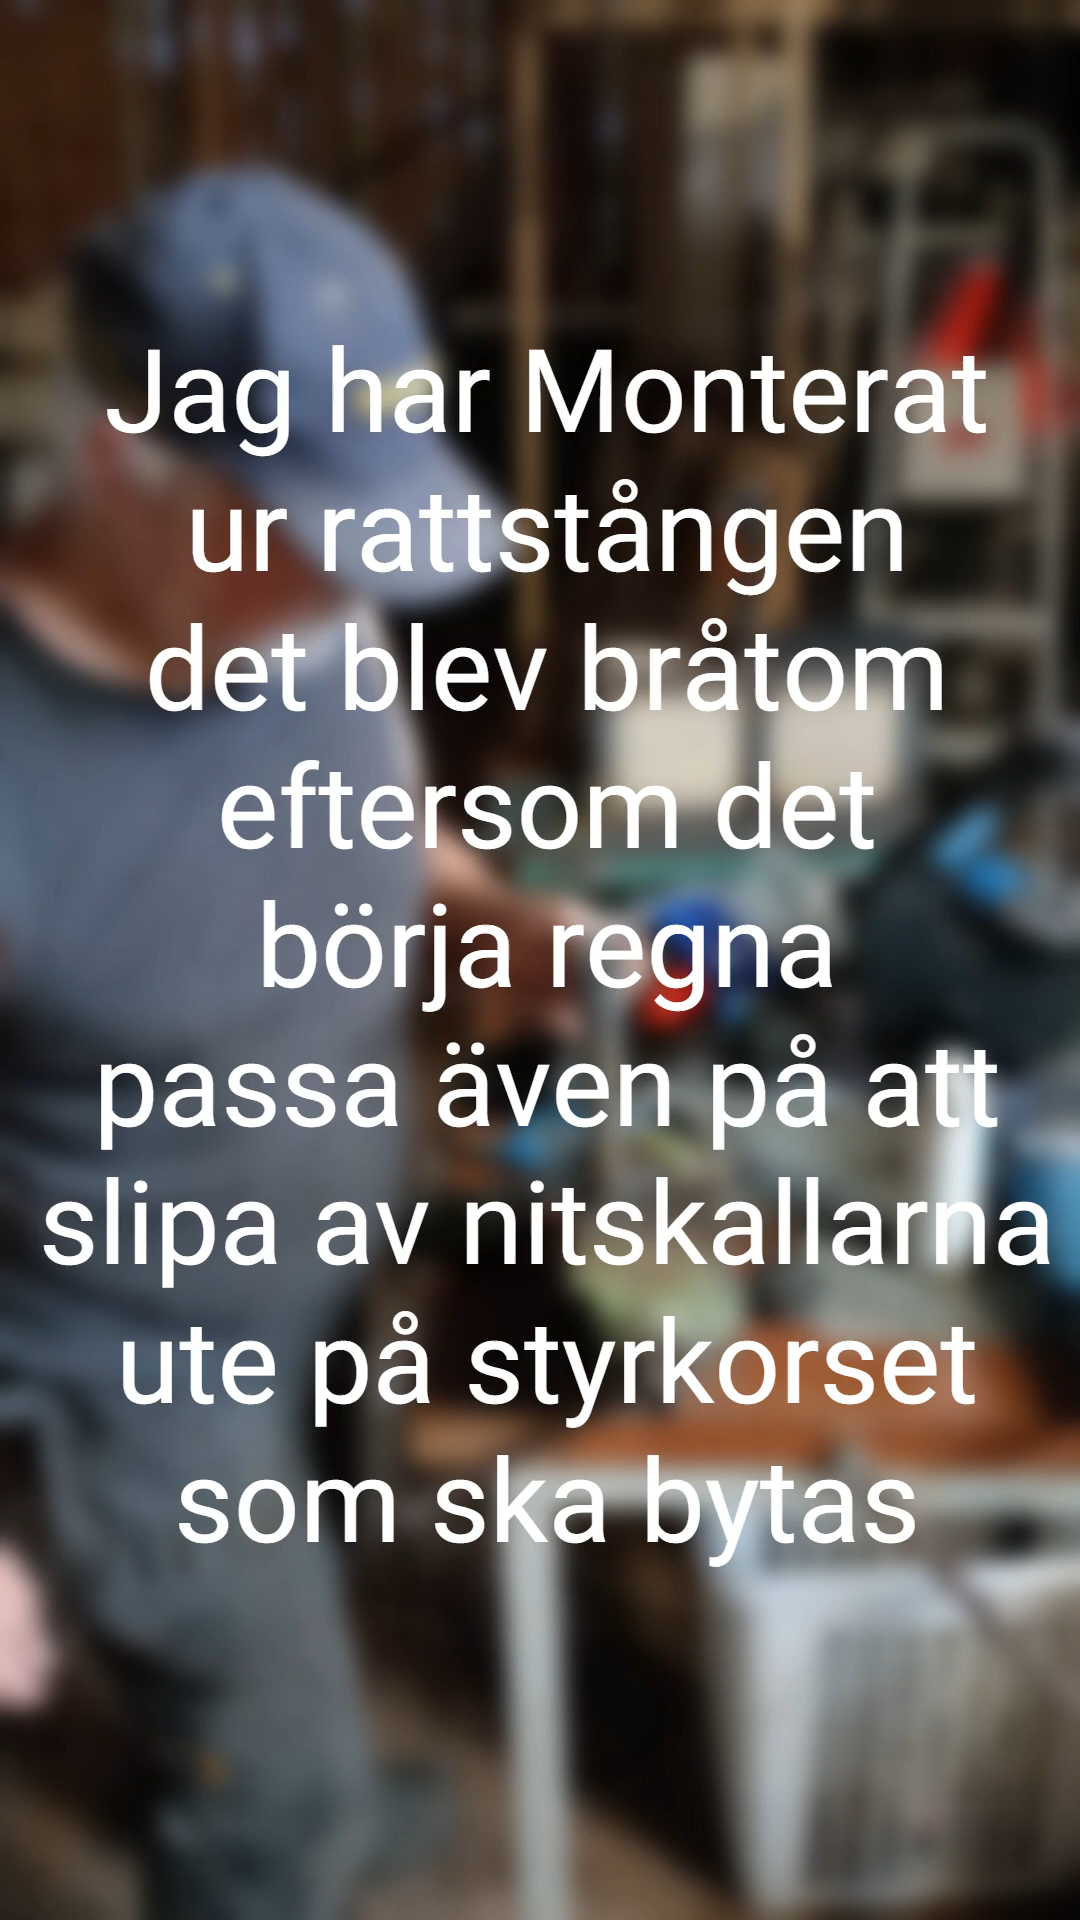 Jag har Monterat
ur rattstången
det blev bråtom
eftersom det
börja regna
passa även på att
slipa av nitskallarna
ute på styrkorset
som ska bytas